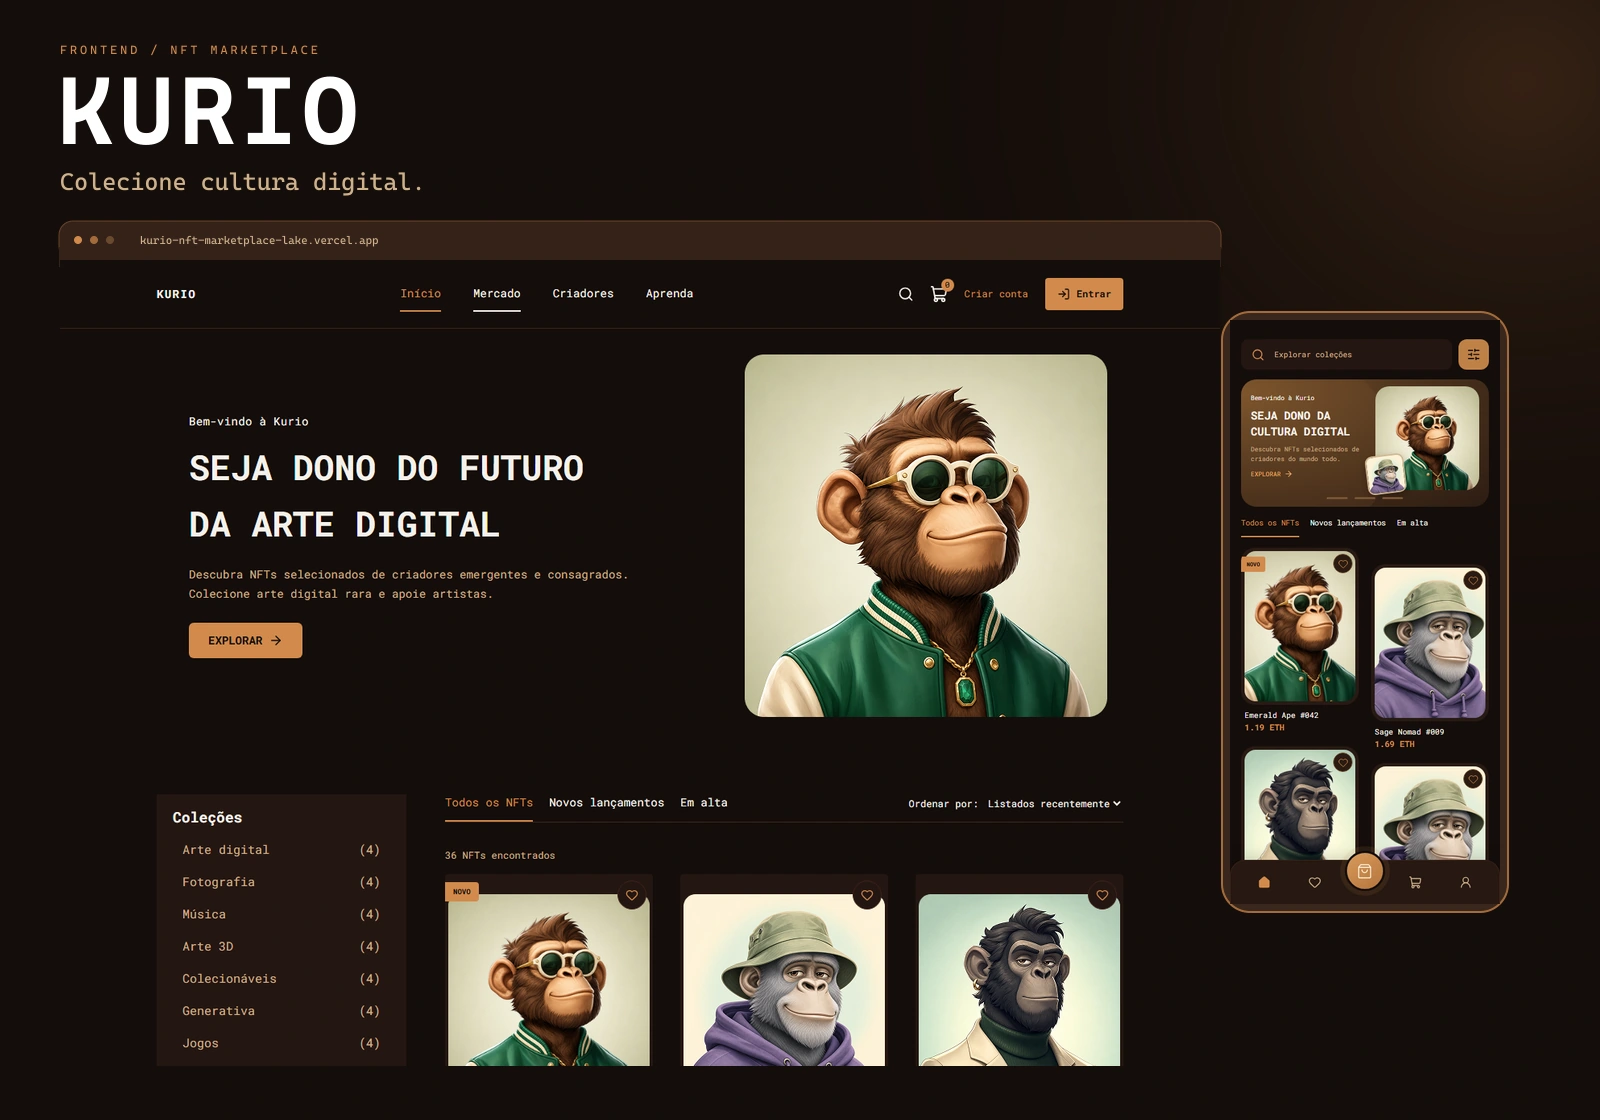 FRONTEND / NFT MARKETPLACE
KURIO
Colecione cultura digital.
kurio-nft-marketplace-lake.vercel.app
KURIO
Início Mercado Criadores Aprenda
0
Criar conta
Entrar
Bem-vindo à Kurio
SEJA DONO DO FUTURO
DA ARTE DIGITAL
Descubra NFTs selecionados de criadores emergentes e consagrados.
Colecione arte digital rara e apoie artistas.
EXPLORAR →
Coleções
Arte digital (4)
Fotografia (4)
Música (4)
Arte 3D (4)
Colecionáveis (4)
Generativa (4)
Jogos (4)
Todos os NFTs Novos lançamentos Em alta
Ordenar por: Listados recentemente
36 NFTs encontrados
NOVO
Explorar coleções
Bem-vindo à Kurio
SEJA DONO DA
CULTURA DIGITAL
Descubra NFTs selecionados de
criadores do mundo todo.
EXPLORAR →
Todos os NFTs Novos lançamentos Em alta
NOVO
Emerald Ape #042
1.19 ETH
Sage Nomad #009
1.69 ETH